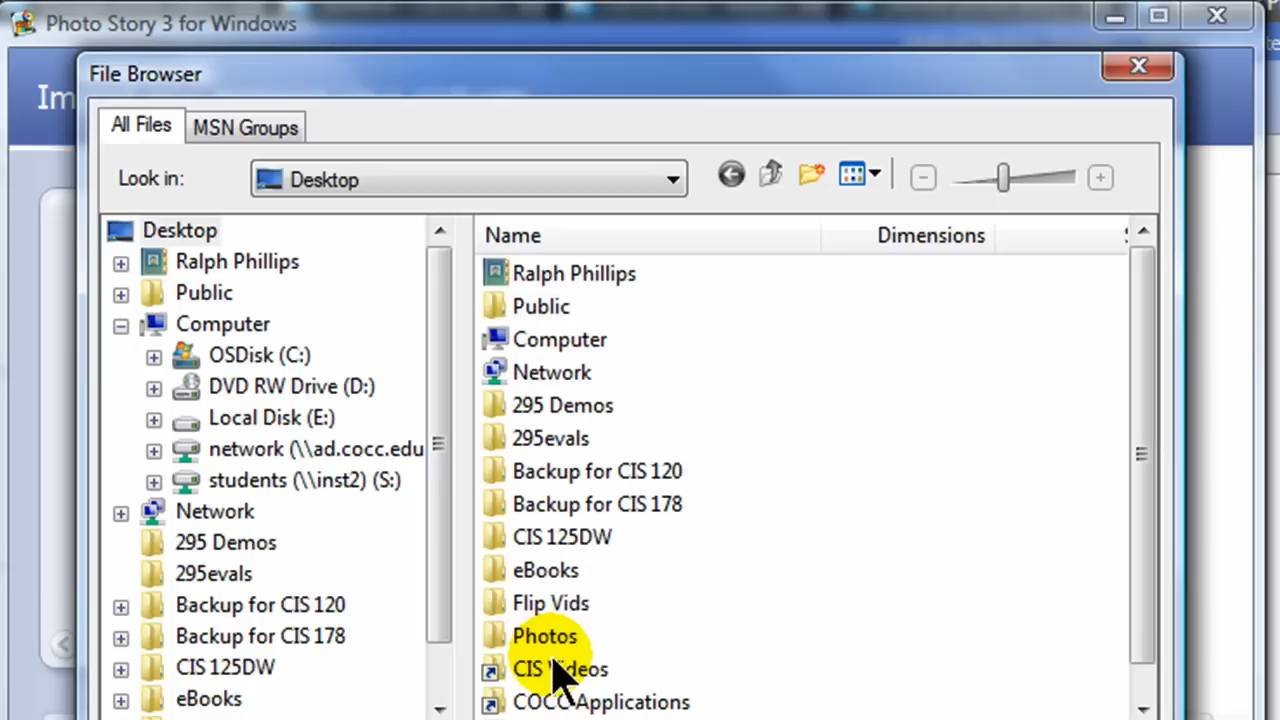 Photo Story 3 for Windows
Im
File Browser
All Files
MSN Groups
Look in:
Desktop
Desktop
Ralph Phillips
Public
Computer
OSDisk (C:)
DVD RW Drive (D:)
Local Disk (E:)
network (\\ad.cocc.edu
students (\\inst2) (S:)
Network
295 Demos
295evals
Backup for CIS 120
Backup for CIS 178
CIS 125DW
eBooks
Name Dimensions
Ralph Phillips
Public
Computer
Network
295 Demos
295evals
Backup for CIS 120
Backup for CIS 178
CIS 125DW
eBooks
Flip Vids
Photos
CIS Videos
COCC Applications